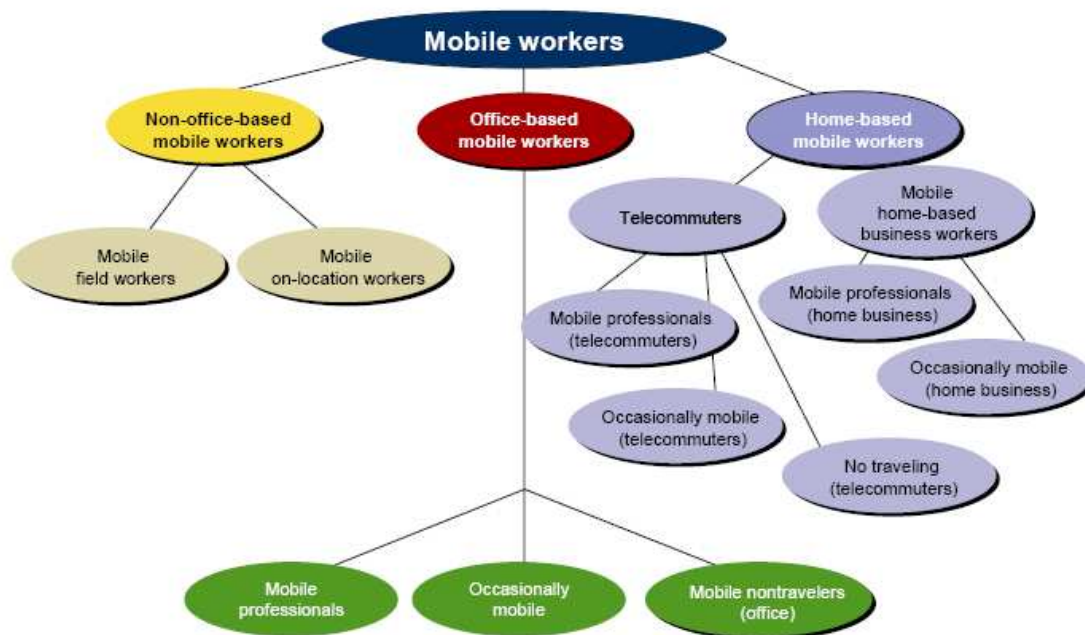 Mobile workers
Non-office-based
mobile workers
Office-based
mobile workers
Home-based
mobile workers
Mobile
field workers
Mobile
on-location workers
Telecommuters
Mobile
home-based
business workers
Mobile professionals
(telecommuters)
Mobile professionals
(home business)
Occasionally mobile
(telecommuters)
Occasionally mobile
(home business)
No traveling
(telecommuters)
Mobile
professionals
Occasionally
mobile
Mobile nontravelers
(office)